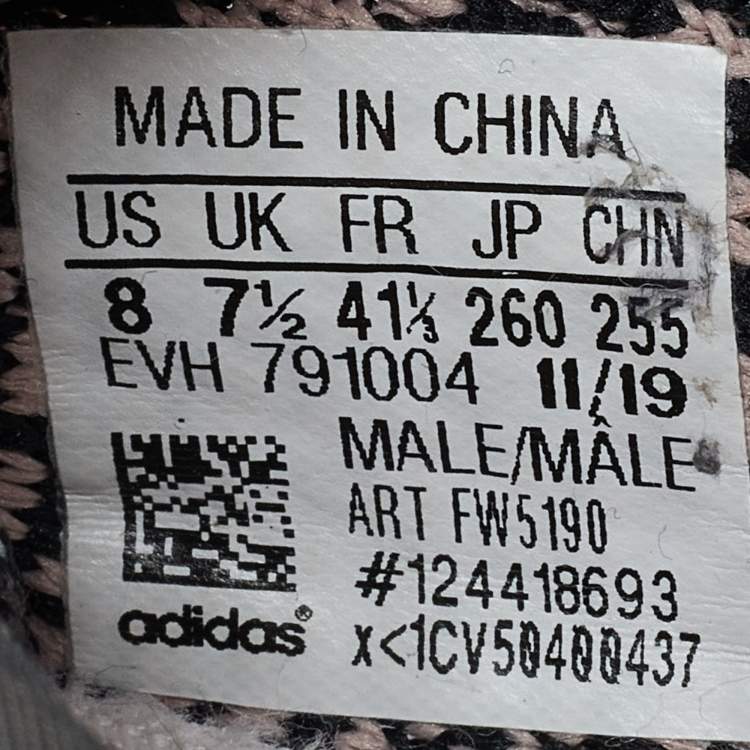 MADE IN CHINA
US UK FR JP CHN
8 7½ 41⅓ 260 255
EVH 791004 11/19
MALE/MÂLE
ART FW5190
#124418693
adidas®
x<1CV50400437